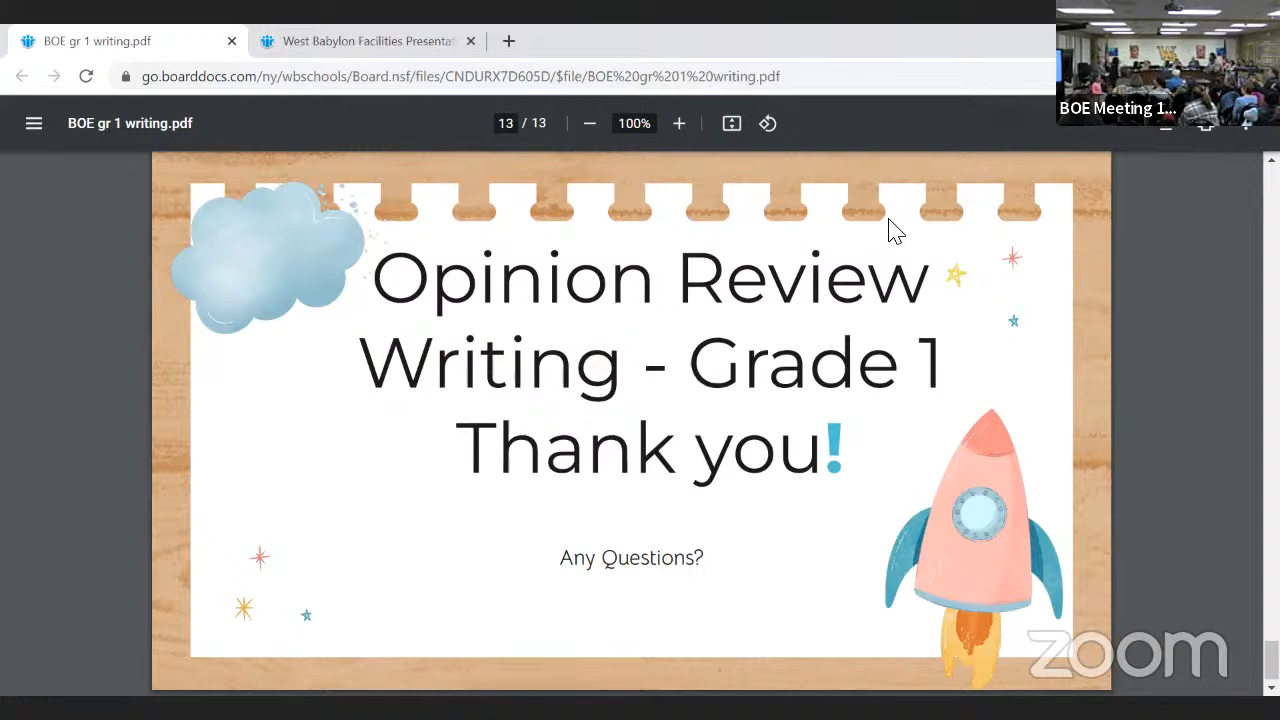 BOE gr 1 writing.pdf
West Babylon Facilities Presentat
go.boarddocs.com/ny/wbschools/Board.nsf/files/CNDURX7D605D/$file/BOE%20gr%201%20writing.pdf
BOE Meeting 1...
BOE gr 1 writing.pdf
13 / 13
100%
Opinion Review
Writing - Grade 1
Thank you!
Any Questions?
zoom